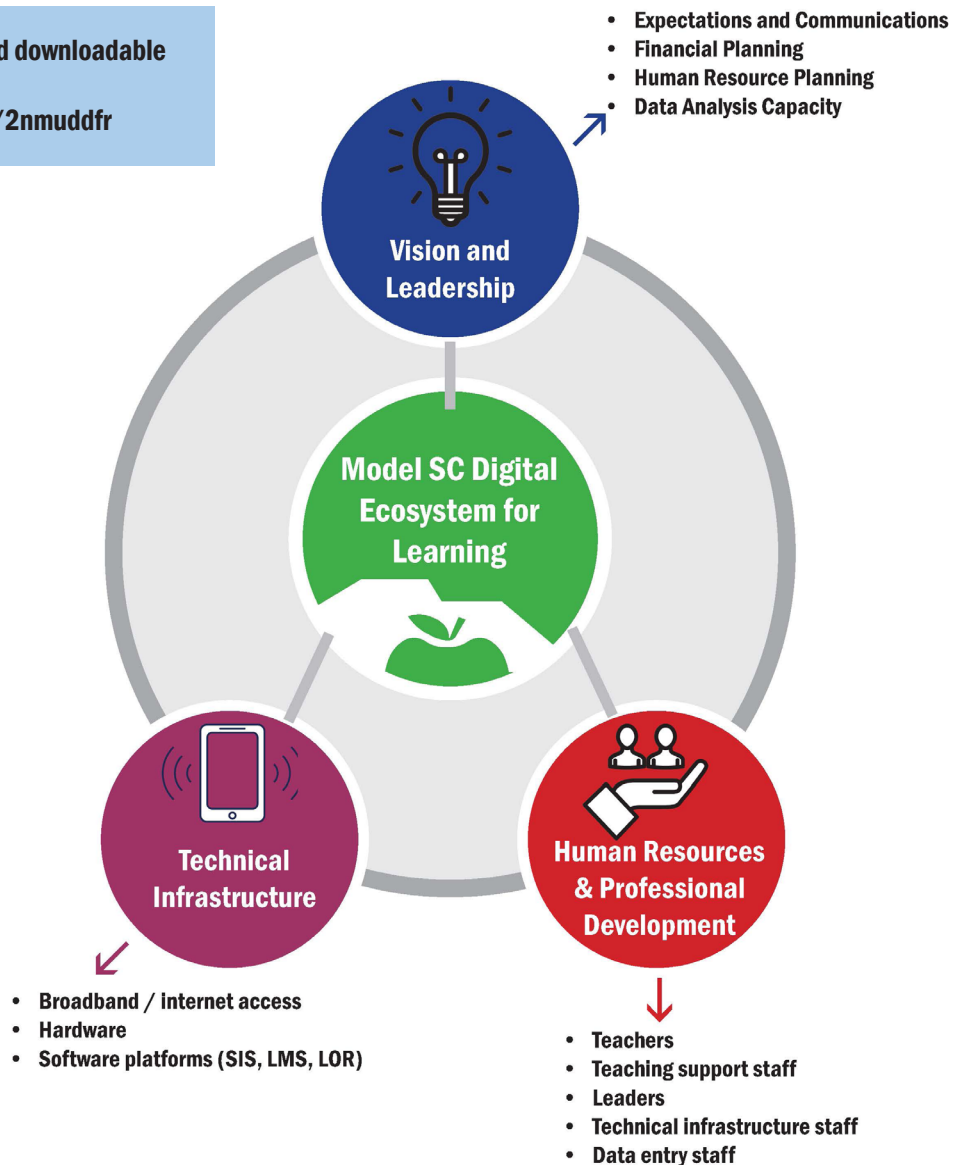 d downloadable
/2nmuddfr
• Expectations and Communications
• Financial Planning
• Human Resource Planning
• Data Analysis Capacity
Vision and
Leadership
Model SC Digital
Ecosystem for
Learning
Technical
Infrastructure
Human Resources
& Professional
Development
• Broadband / internet access
• Hardware
• Software platforms (SIS, LMS, LOR)
• Teachers
• Teaching support staff
• Leaders
• Technical infrastructure staff
• Data entry staff